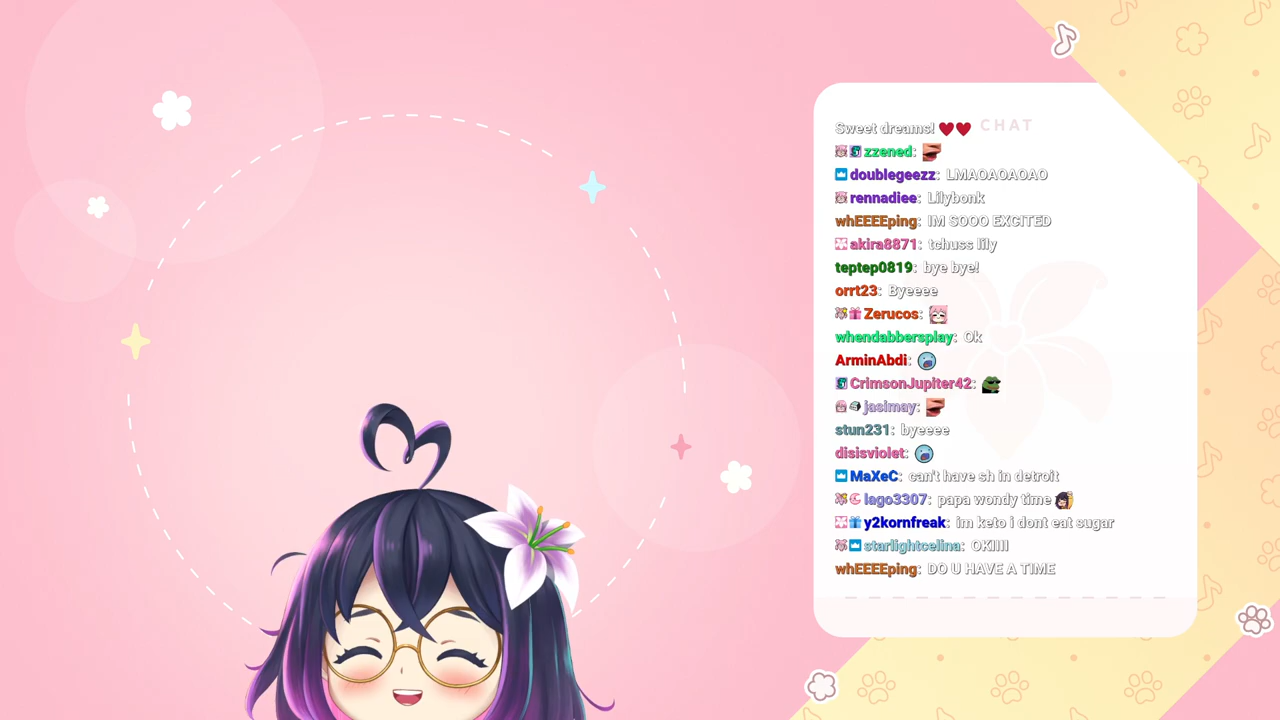 CHAT
Sweet dreams! ❤❤
zzened:
doublegeezz: LMAOAOAOAO
rennadiee: Lilybonk
whEEEEping: IM SOOO EXCITED
akira8871: tchuss lily
teptep0819: bye bye!
orrt23: Byeeee
Zerucos:
whendabbersplay: Ok
ArminAbdi:
CrimsonJupiter42:
jasimay:
stun231: byeeee
disisviolet:
MaXeC: can't have sh in detroit
lago3307: papa wondy time
y2kornfreak: im keto i dont eat sugar
starlightcelina: OKIIII
whEEEEping: DO U HAVE A TIME